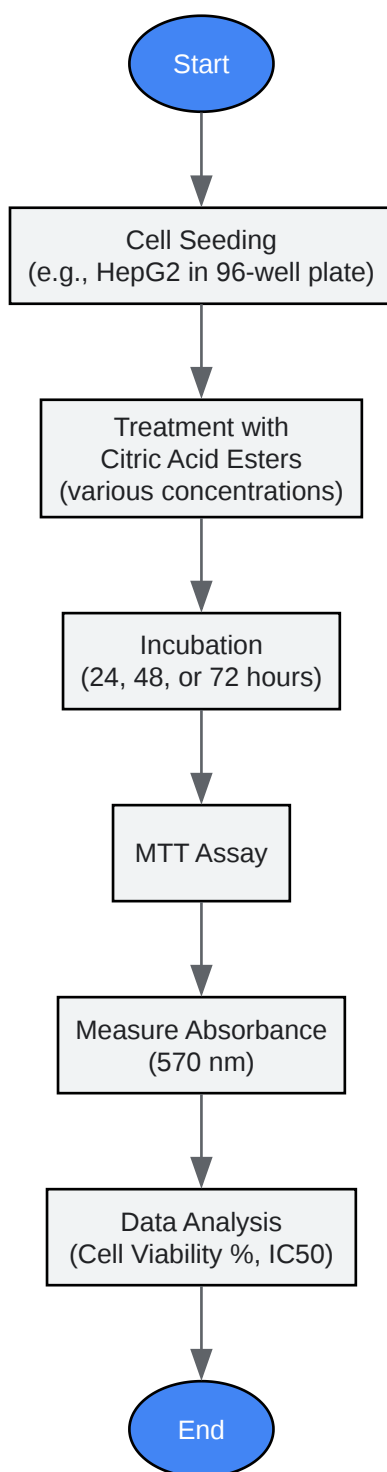 Start
Cell Seeding
(e.g., HepG2 in 96-well plate)
Treatment with
Citric Acid Esters
(various concentrations)
Incubation
(24, 48, or 72 hours)
MTT Assay
Measure Absorbance
(570 nm)
Data Analysis
(Cell Viability %, IC50)
End